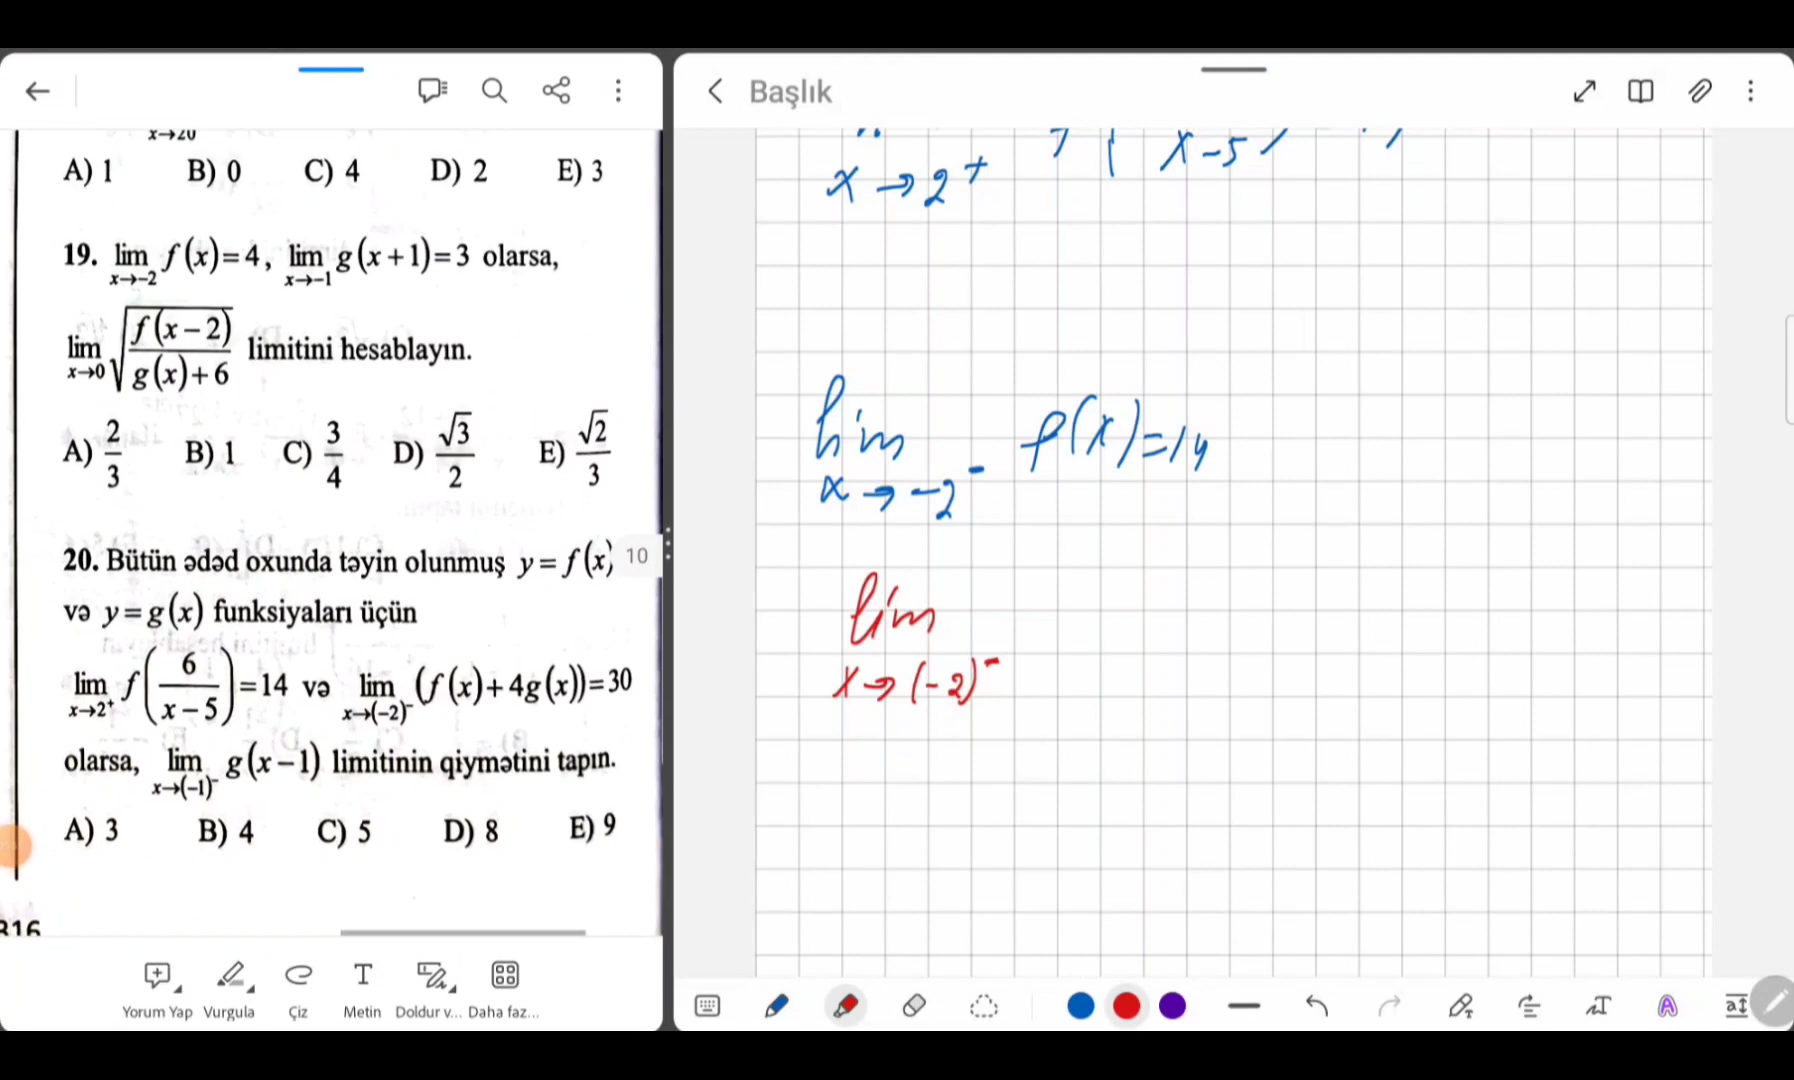 x→20
A) 1 B) 0 C) 4 D) 2 E) 3
19. lim x→-2 f(x)=4, lim x→-1 g(x+1)=3 olarsa,
lim x→0 √(f(x-2)/(g(x)+6)) limitini hesablayın.
A) 2/3 B) 1 C) 3/4 D) √3/2 E) √2/3
20. Bütün ədəd oxunda təyin olunmuş y=f(x)
10
və y=g(x) funksiyaları üçün
lim x→2⁺ f(6/(x-5))=14 və lim x→(-2)⁻ (f(x)+4g(x))=30
olarsa, lim x→(-1)⁻ g(x-1) limitinin qiymətini tapın.
A) 3 B) 4 C) 5 D) 8 E) 9
316
Yorum Yap Vurgula Çiz Metin Doldur v... Daha faz...
Başlık
x→2⁺ x-5
lim x→-2⁻ f(x)=14
lim x→(-2)⁻